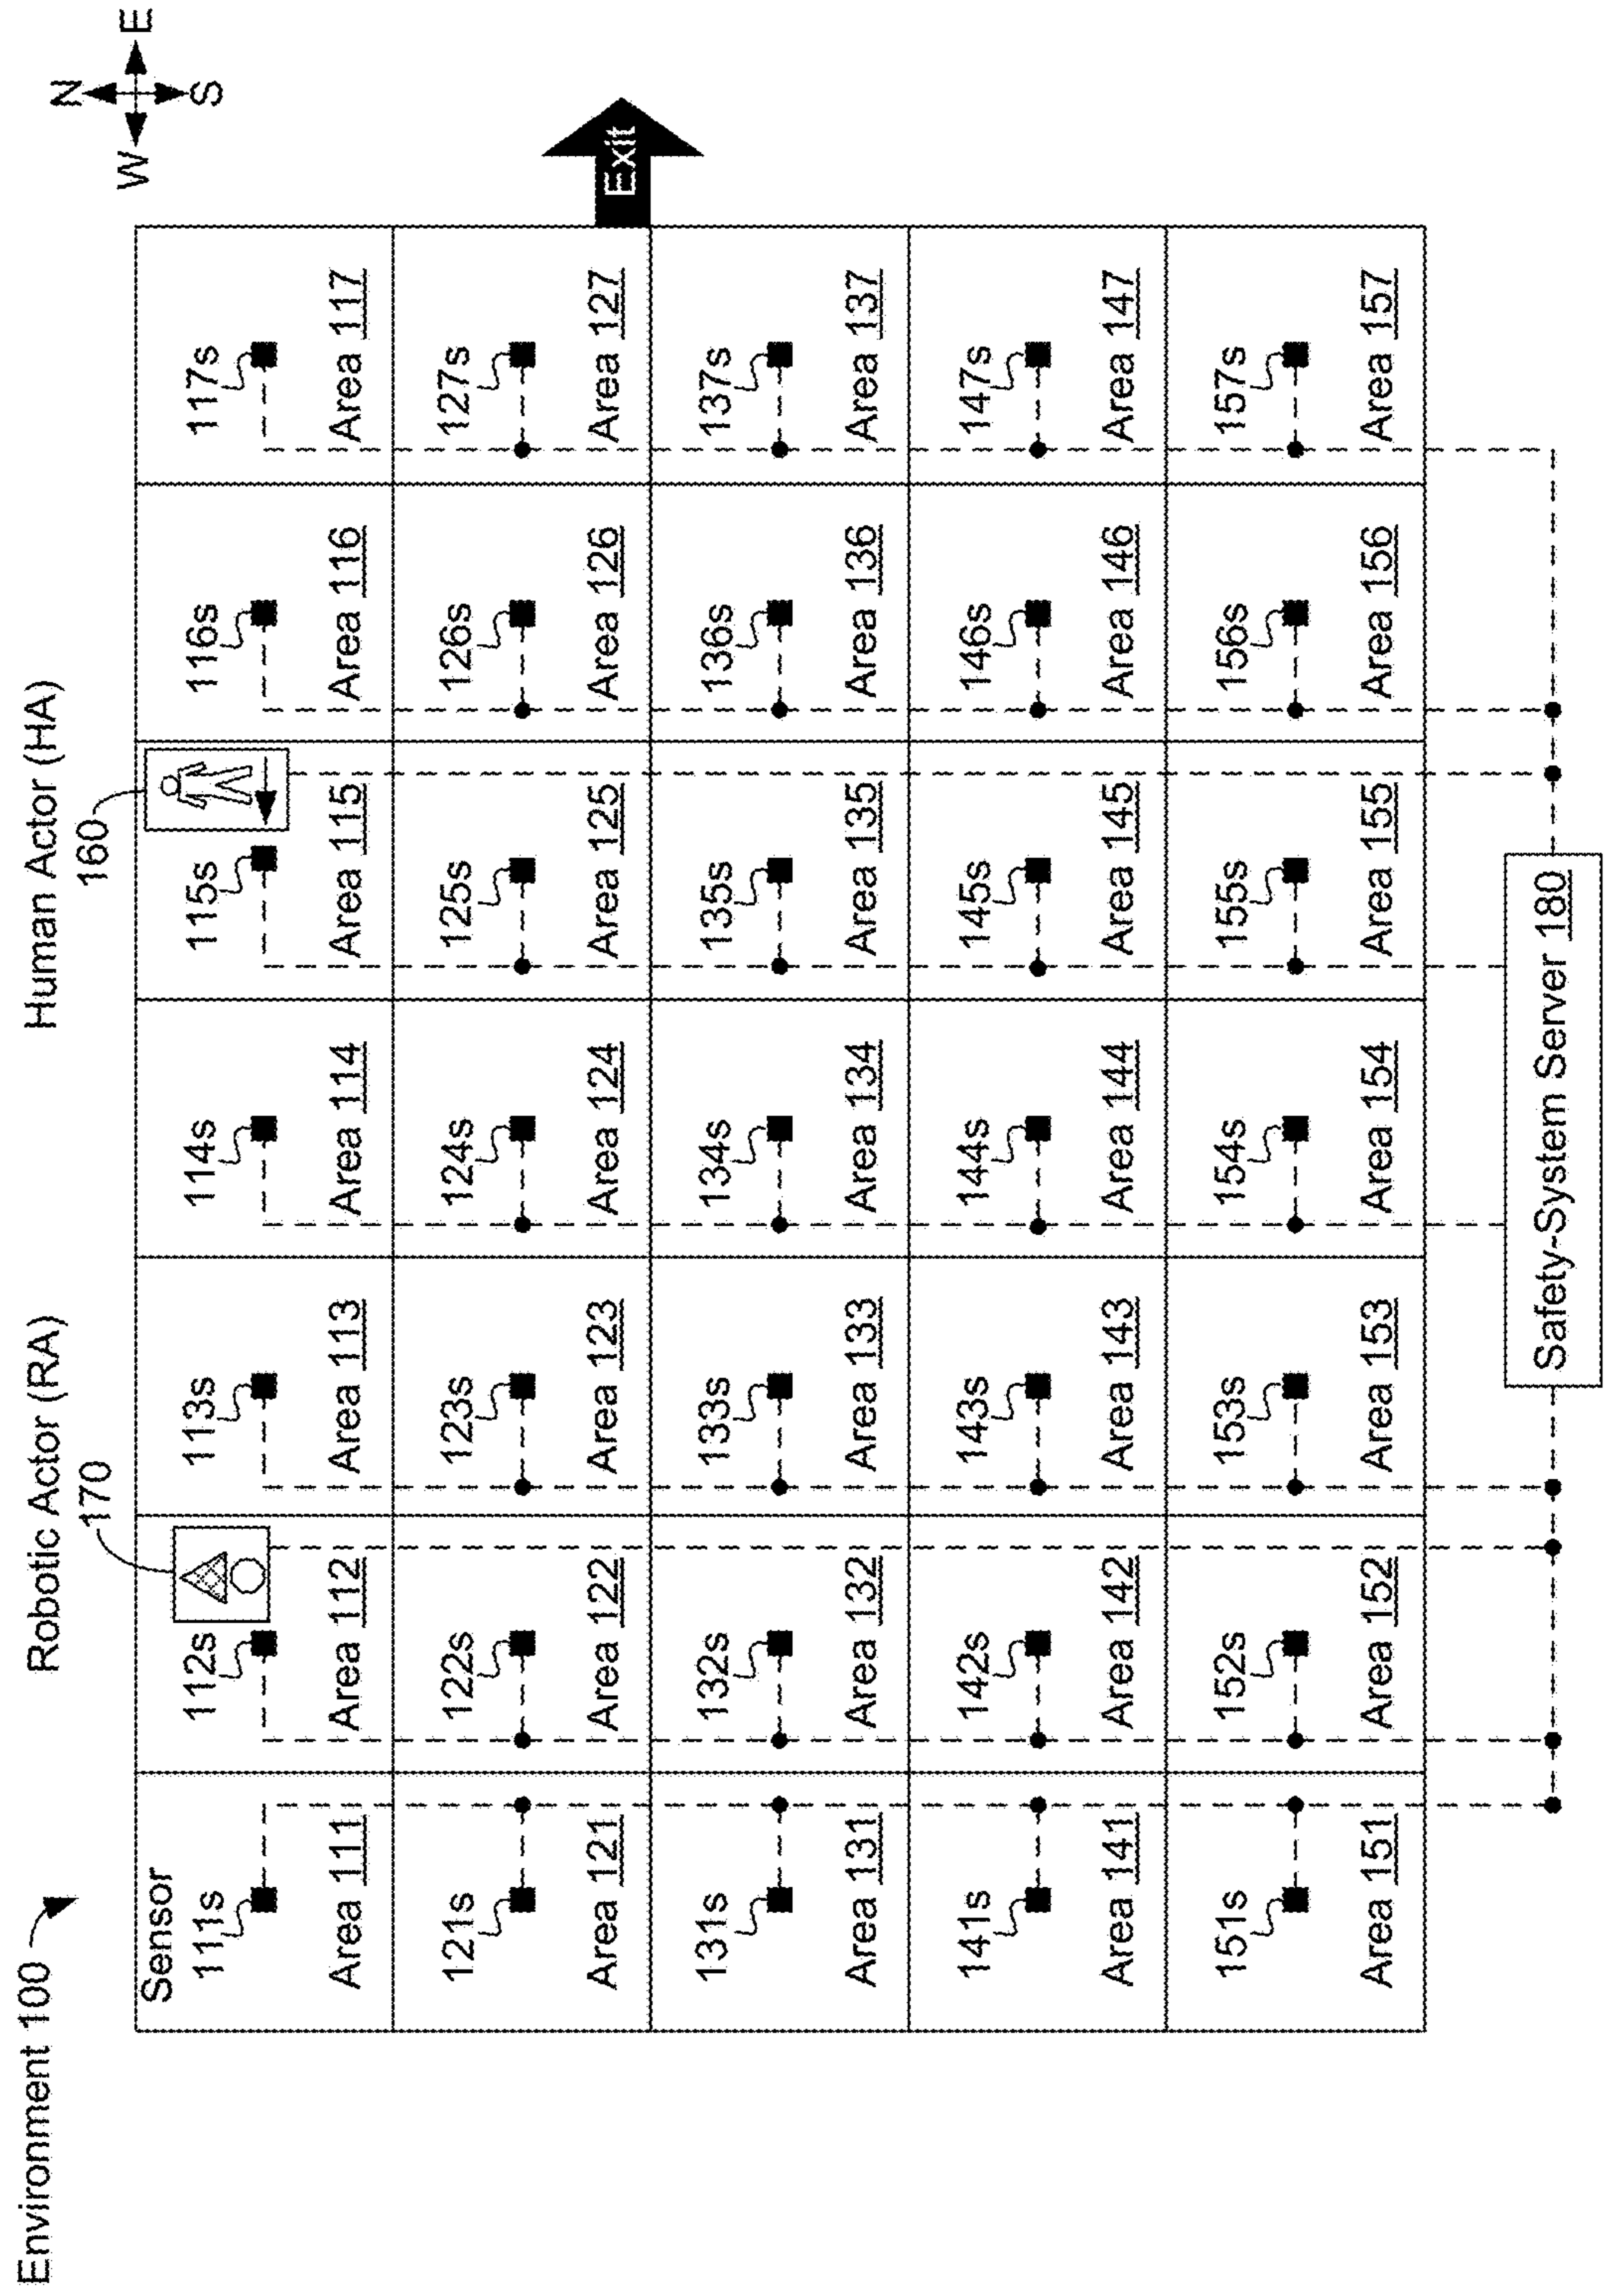 Environment 100
Robotic Actor (RA)
170
Human Actor (HA)
160
N
W E
S
Sensor
111s 112s 113s 114s 115s 116s 117s
Area 111 Area 112 Area 113 Area 114 Area 115 Area 116 Area 117
121s 122s 123s 124s 125s 126s 127s
Area 121 Area 122 Area 123 Area 124 Area 125 Area 126 Area 127
Exit
131s 132s 133s 134s 135s 136s 137s
Area 131 Area 132 Area 133 Area 134 Area 135 Area 136 Area 137
141s 142s 143s 144s 145s 146s 147s
Area 141 Area 142 Area 143 Area 144 Area 145 Area 146 Area 147
151s 152s 153s 154s 155s 156s 157s
Area 151 Area 152 Area 153 Area 154 Area 155 Area 156 Area 157
Safety-System Server 180